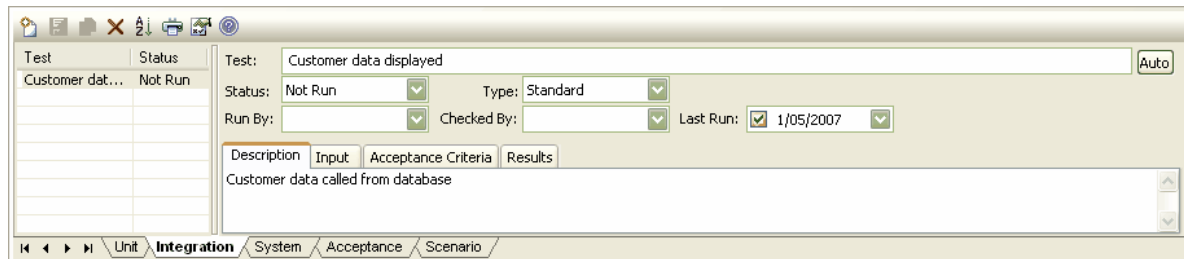 Test Status
Customer dat... Not Run
Test: Customer data displayed Auto
Status: Not Run Type: Standard
Run By: Checked By: Last Run: 1/05/2007
Description Input Acceptance Criteria Results
Customer data called from database
Unit Integration System Acceptance Scenario